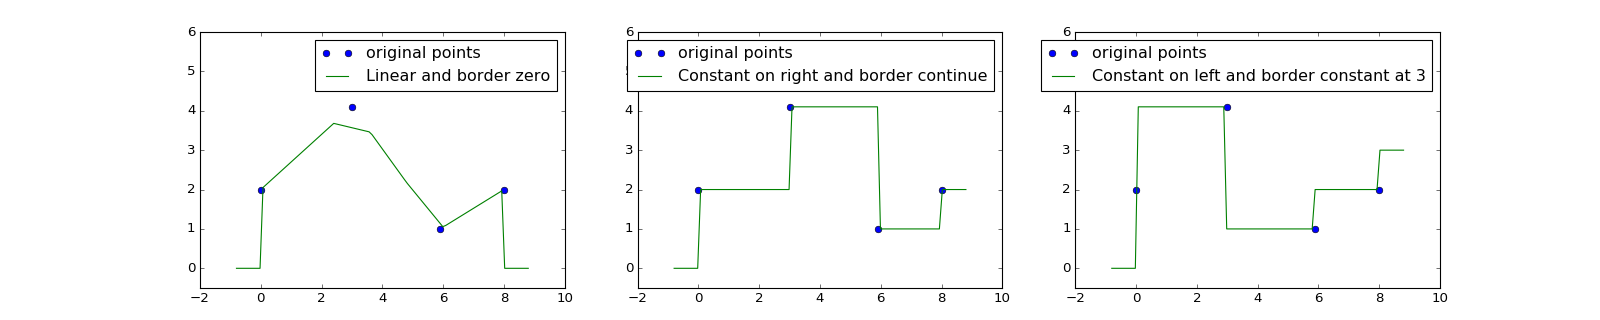 original points
Linear and border zero
6
5
4
3
2
1
0
−2 0 2 4 6 8 10
original points
Constant on right and border continue
6
4
3
2
1
0
−2 0 2 4 6 8 10
original points
Constant on left and border constant at 3
6
4
3
2
1
0
−2 0 2 4 6 8 10